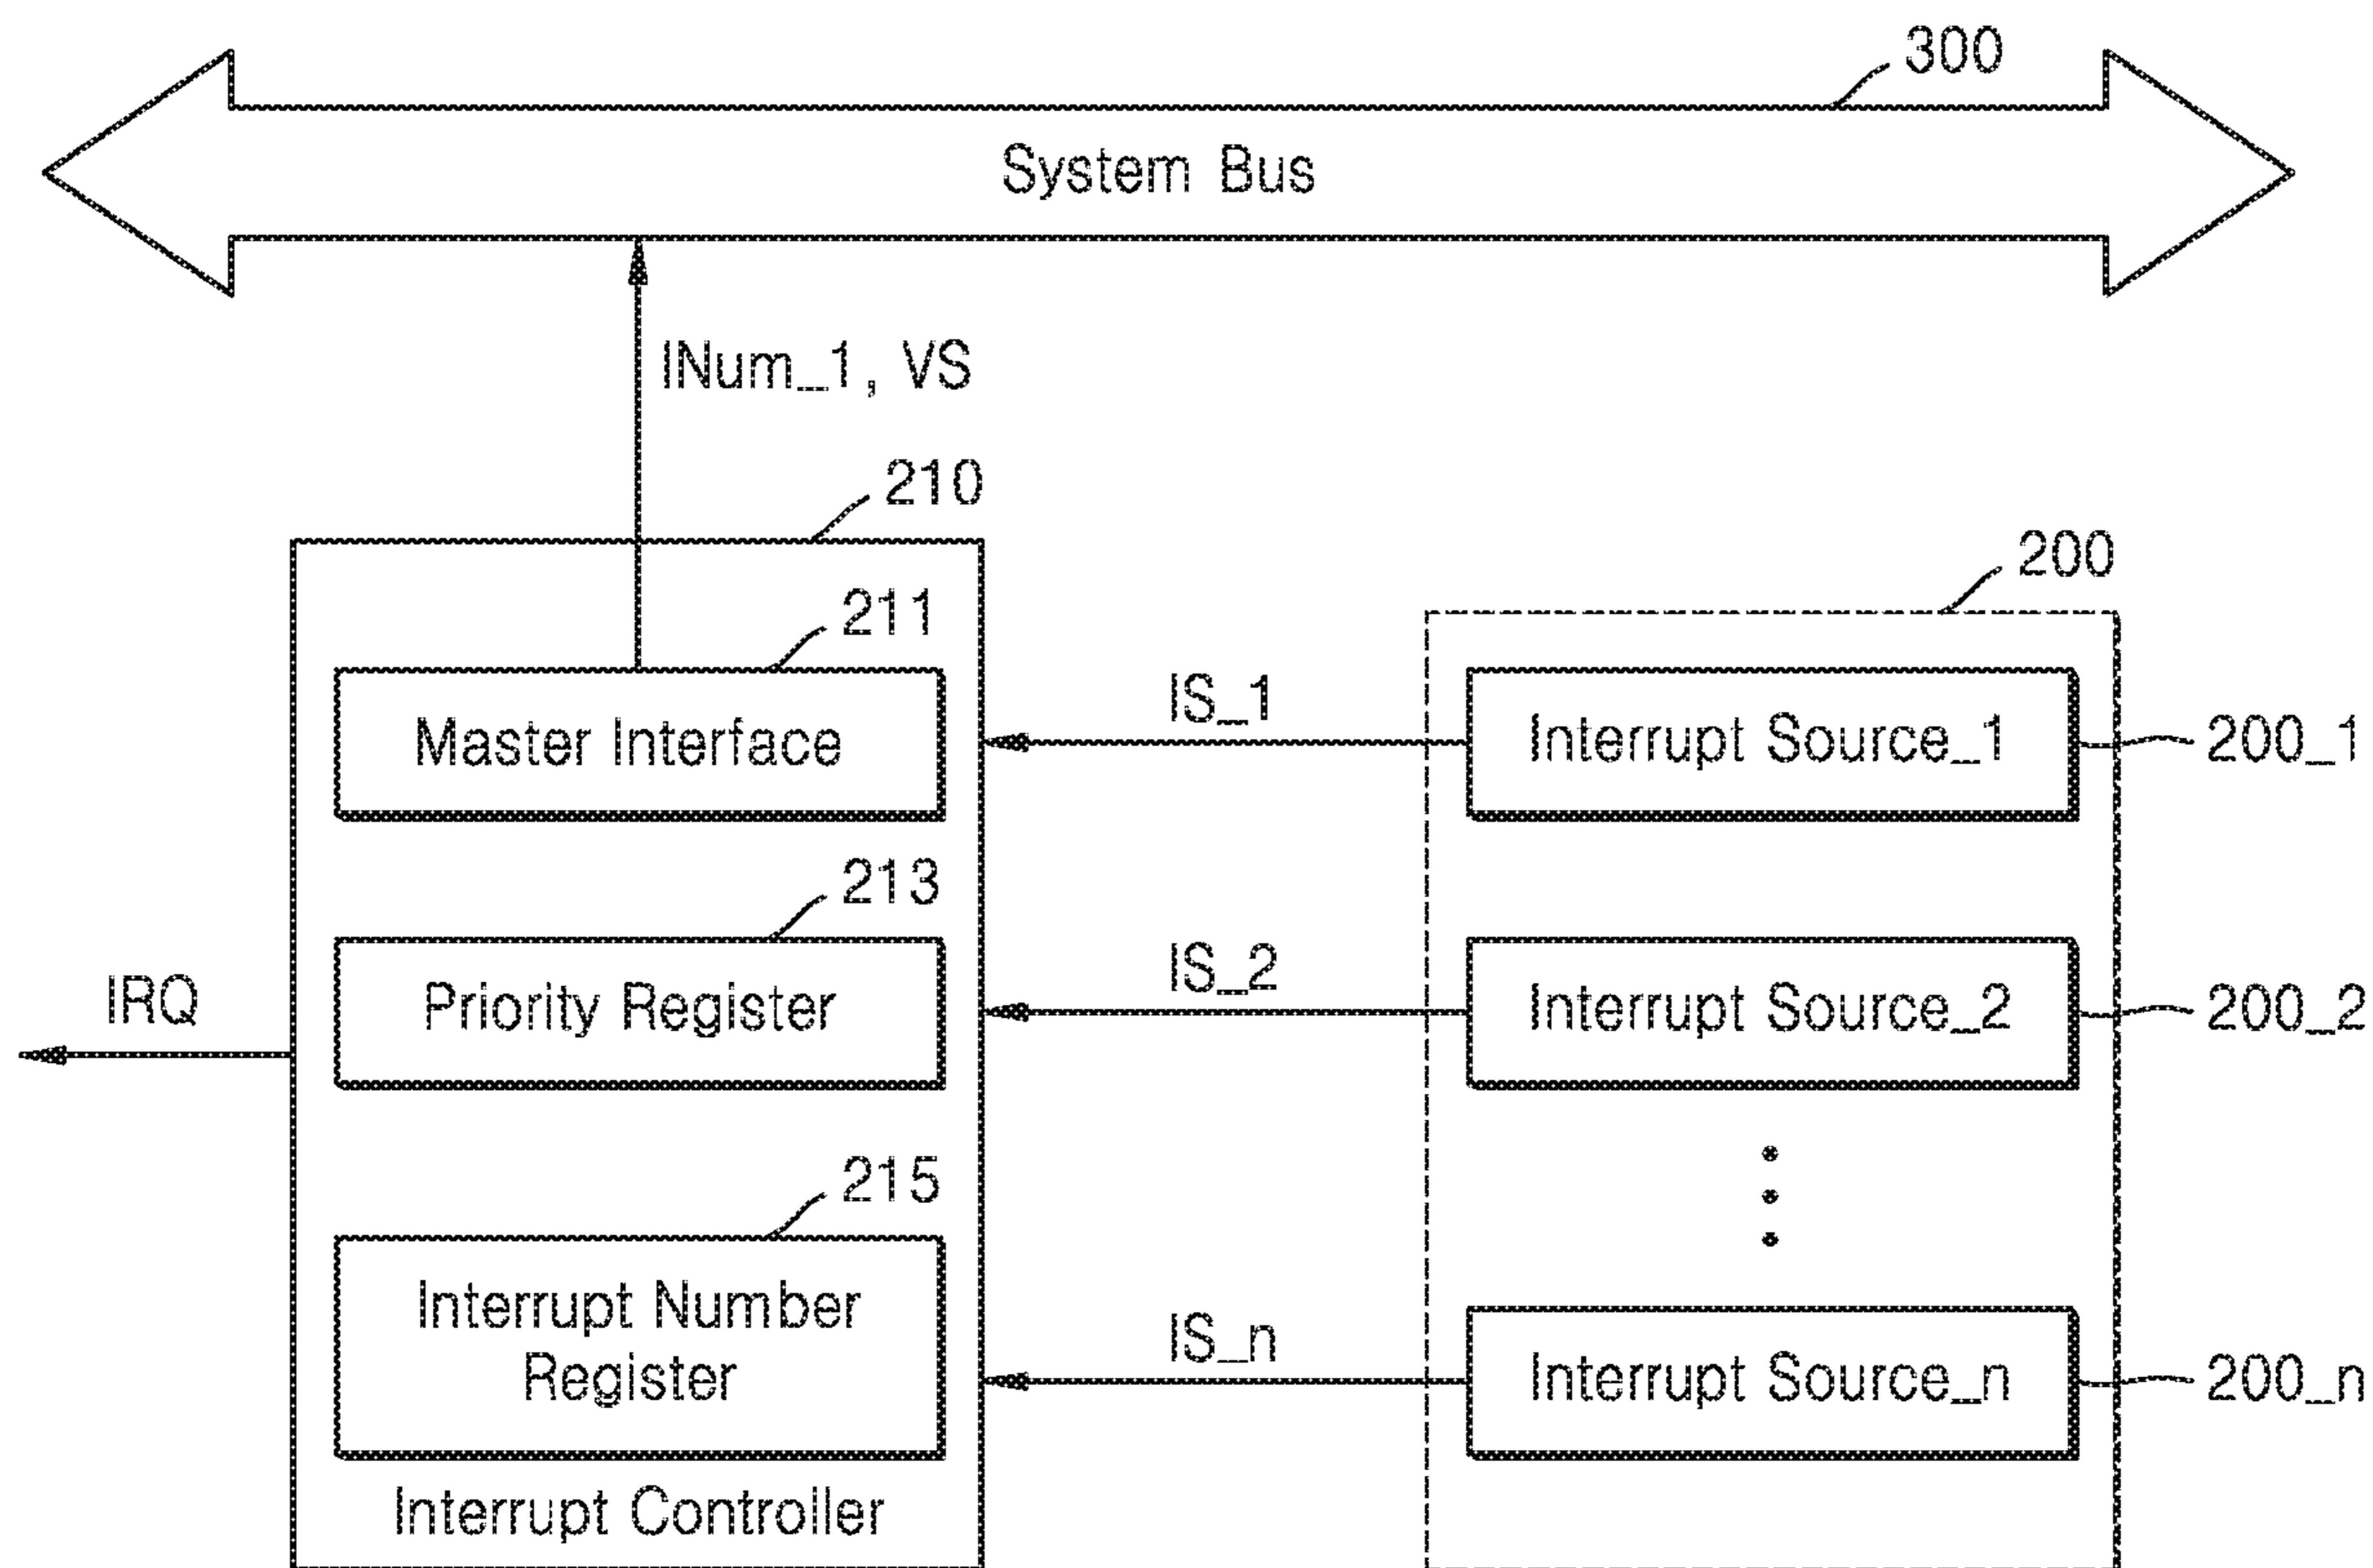 300
System Bus
INum_1, VS
210
200
211
Master Interface
IS_1
Interrupt Source_1
200_1
213
IRQ
Priority Register
IS_2
Interrupt Source_2
200_2
215
Interrupt Number
Register
IS_n
Interrupt Source_n
200_n
Interrupt Controller